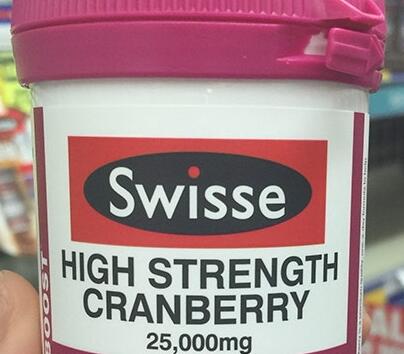 Swisse
HIGH STRENGTH
CRANBERRY
25,000mg
BOOST